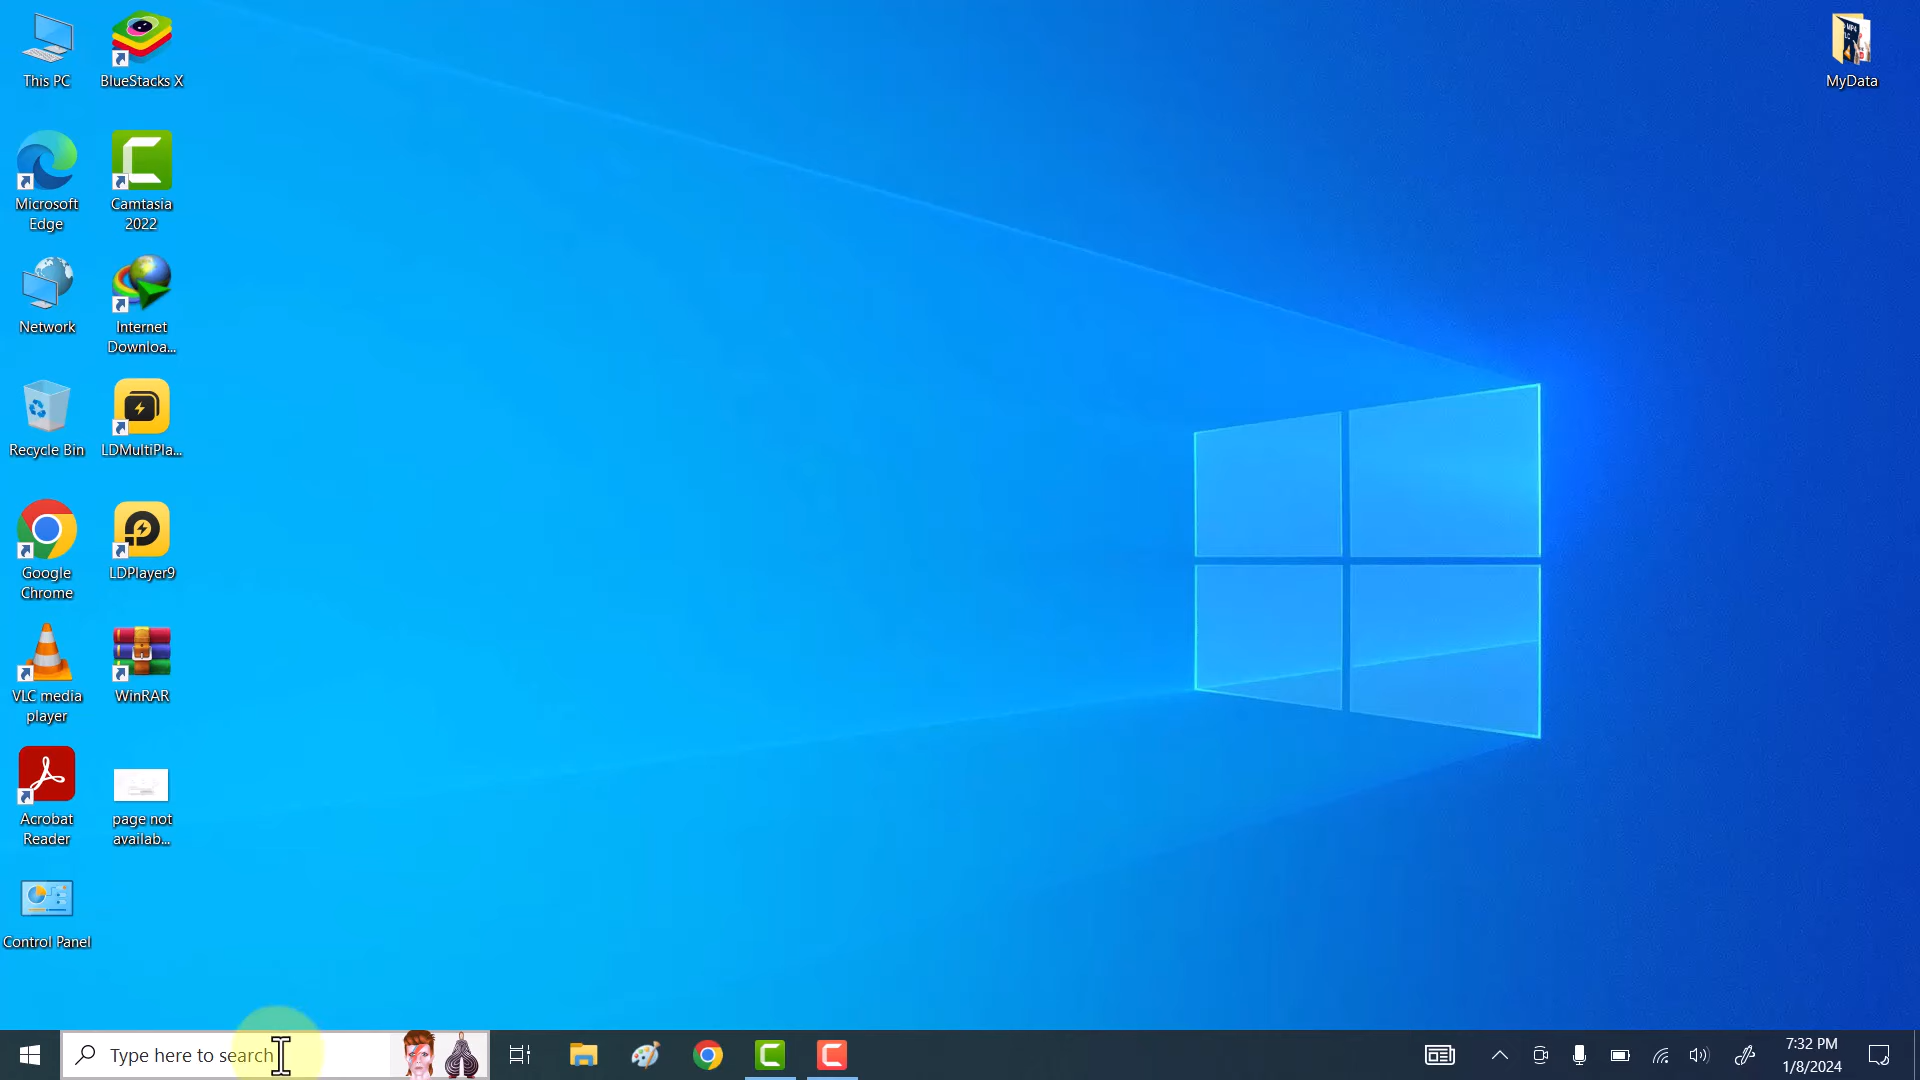 This PC
BlueStacks X
MyData
Microsoft
Edge
Camtasia
2022
Network
Internet
Downloa...
Recycle Bin
LDMultiPla...
Google
Chrome
LDPlayer9
VLC media
player
WinRAR
Acrobat
Reader
page not
availab...
Control Panel
Type here to search
7:32 PM
1/8/2024